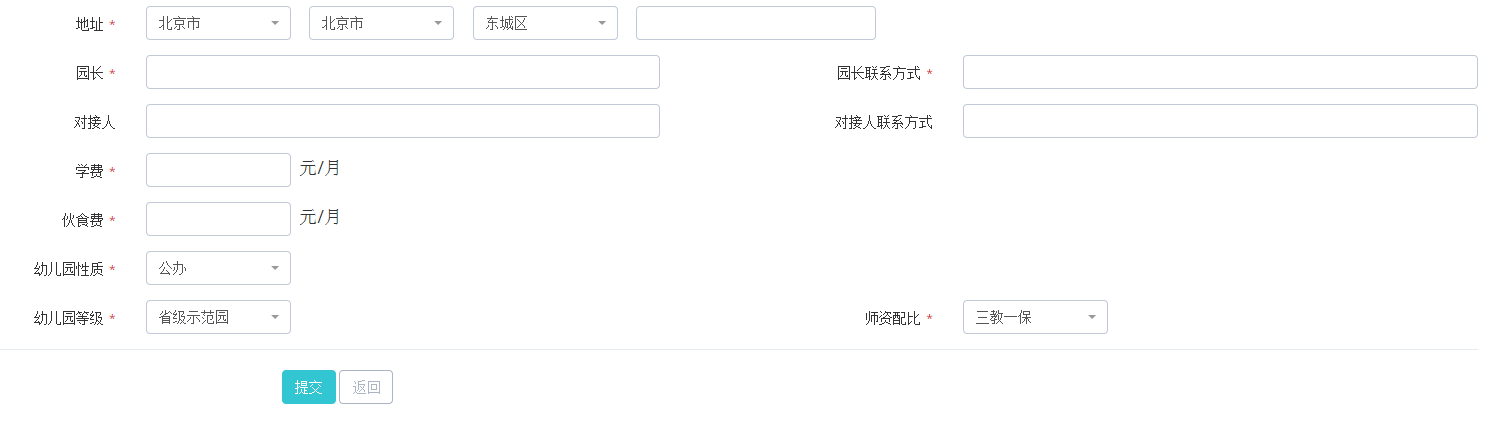 地址 * 北京市 北京市 东城区
园长 * 园长联系方式 *
对接人 对接人联系方式
学费 * 元/月
伙食费 * 元/月
幼儿园性质 * 公办
幼儿园等级 * 省级示范园 师资配比 * 三教一保
提交 返回